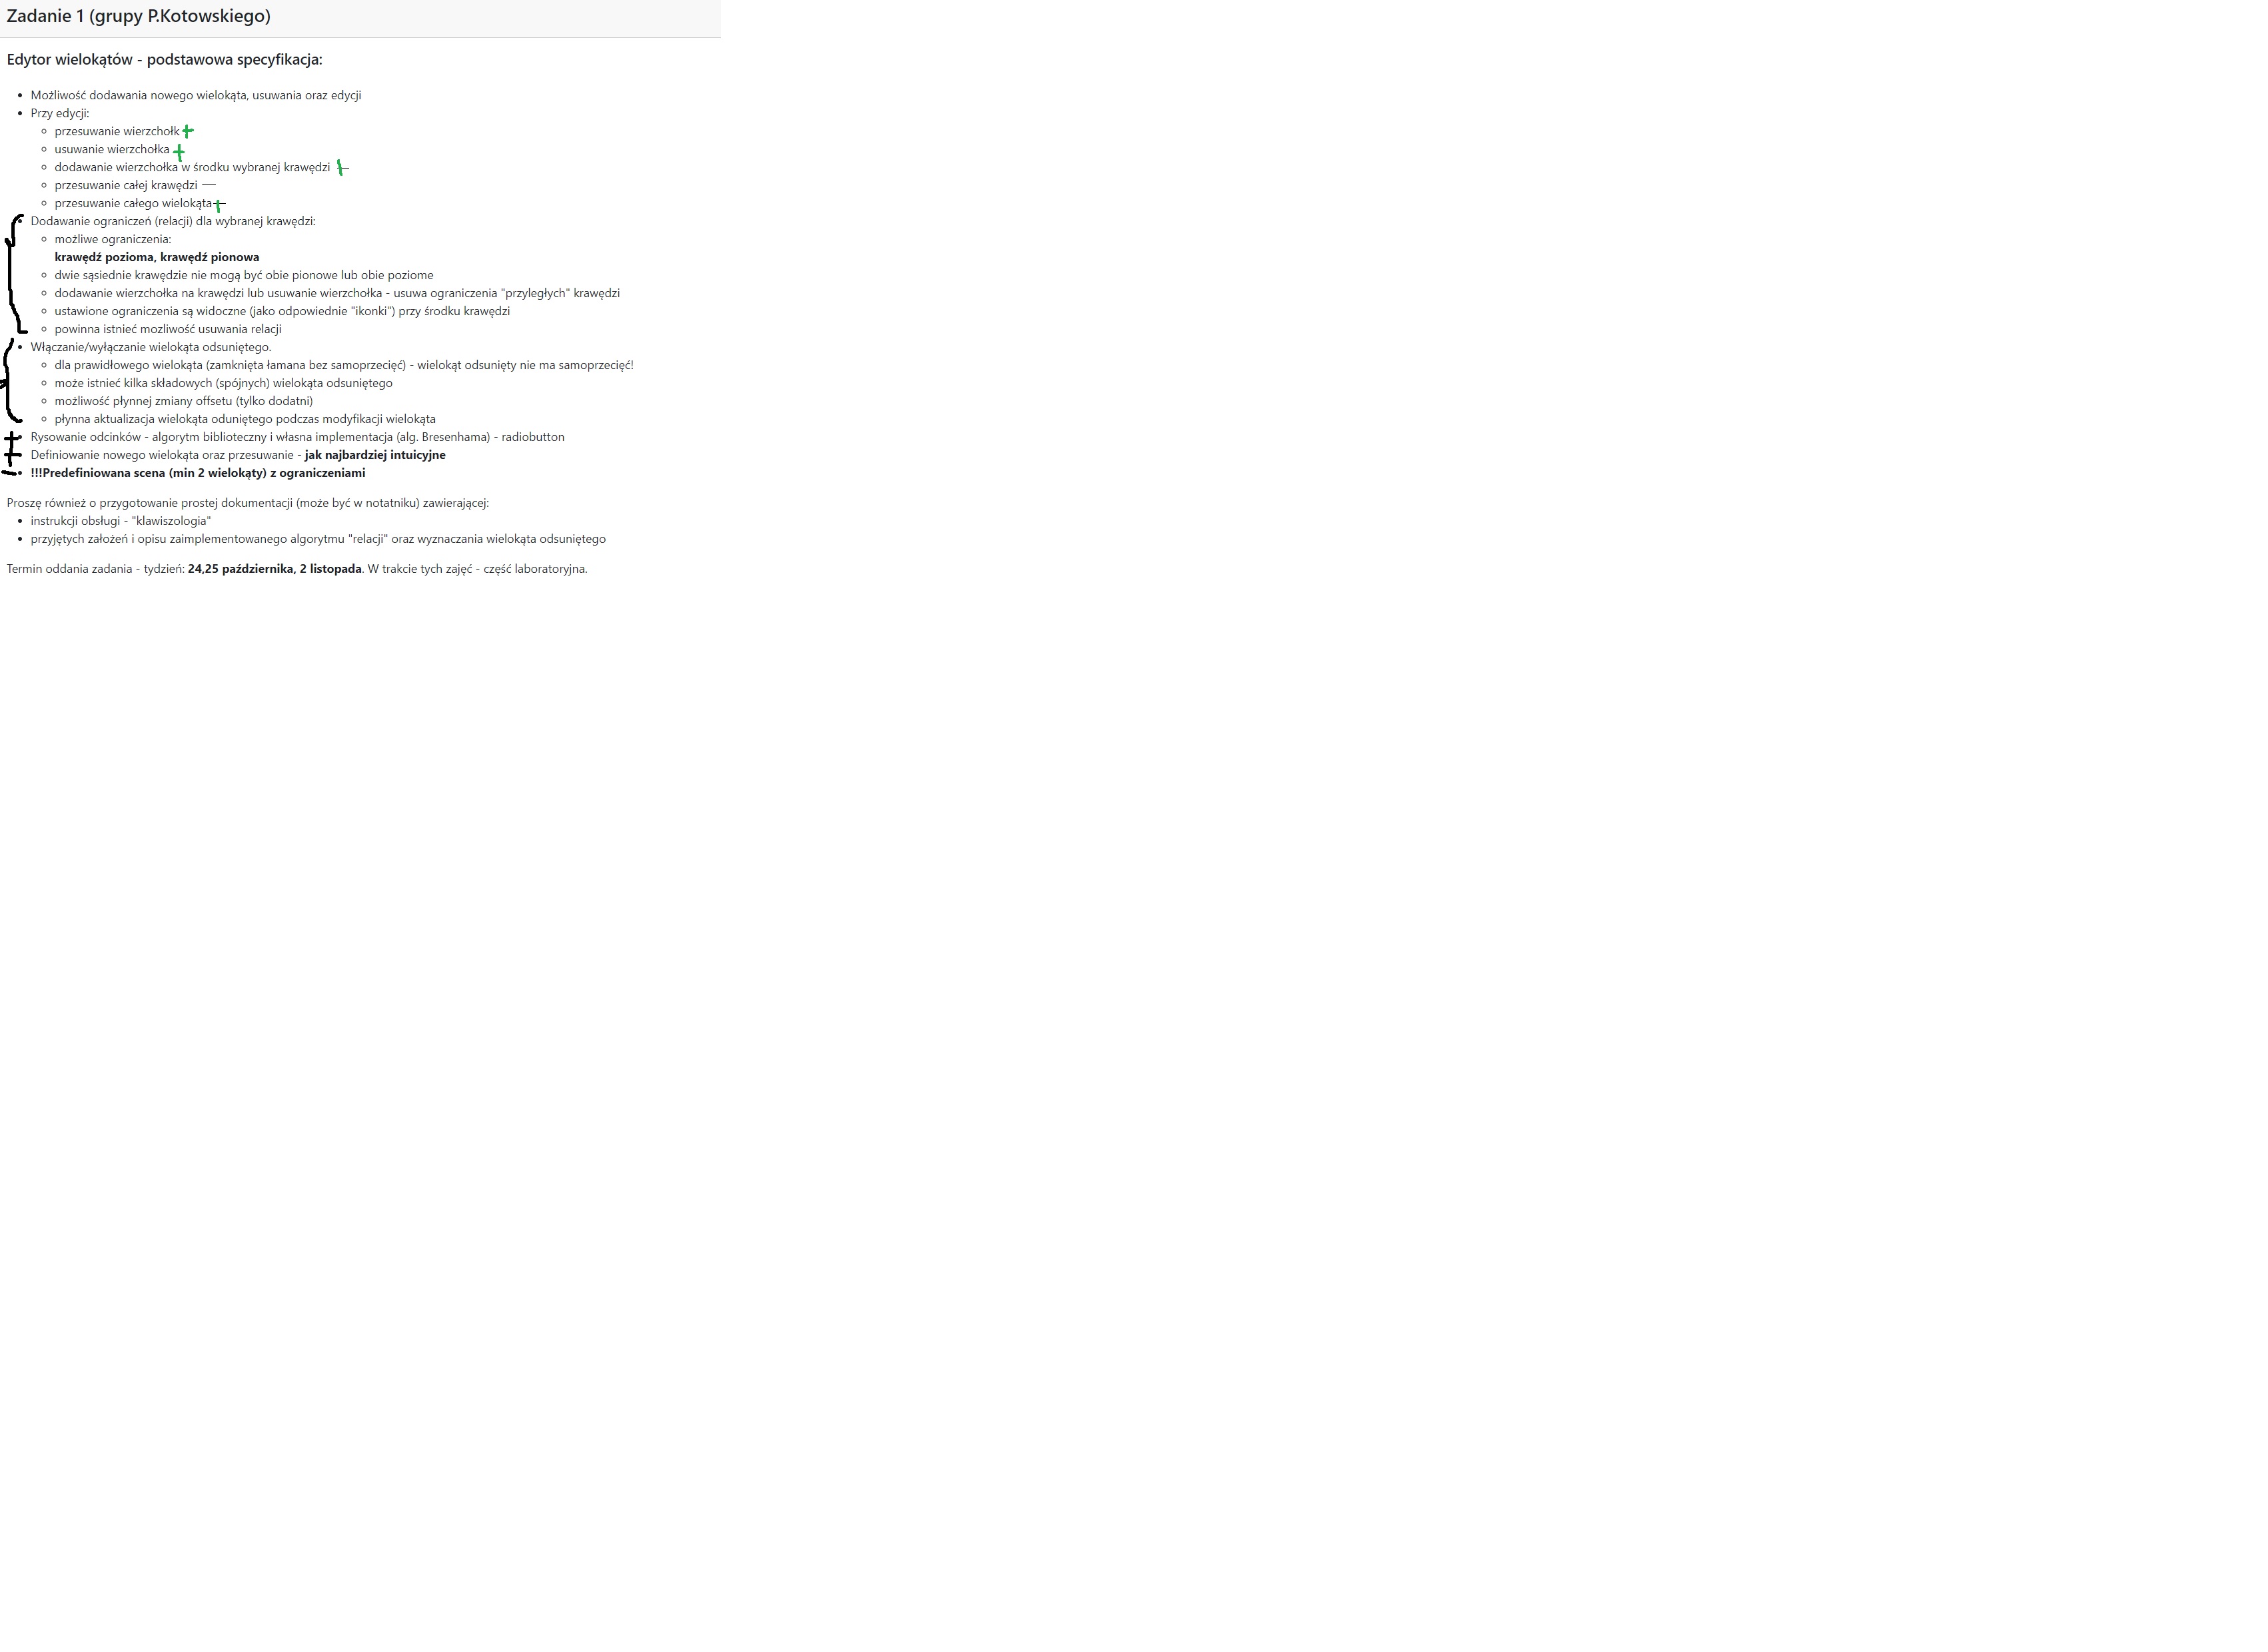 Zadanie 1 (grupy P.Kotowskiego)
Edytor wielokątów - podstawowa specyfikacja:
Możliwość dodawania nowego wielokąta, usuwania oraz edycji
Przy edycji:
przesuwanie wierzchołk
usuwanie wierzchołka
dodawanie wierzchołka w środku wybranej krawędzi
przesuwanie całej krawędzi
przesuwanie całego wielokąta
Dodawanie ograniczeń (relacji) dla wybranej krawędzi:
możliwe ograniczenia:
krawędź pozioma, krawędź pionowa
dwie sąsiednie krawędzie nie mogą być obie pionowe lub obie poziome
dodawanie wierzchołka na krawędzi lub usuwanie wierzchołka - usuwa ograniczenia "przyległych" krawędzi
ustawione ograniczenia są widoczne (jako odpowiednie "ikonki") przy środku krawędzi
powinna istnieć mozliwość usuwania relacji
Włączanie/wyłączanie wielokąta odsuniętego.
dla prawidłowego wielokąta (zamknięta łamana bez samoprzecięć) - wielokąt odsunięty nie ma samoprzecięć!
może istnieć kilka składowych (spójnych) wielokąta odsuniętego
możliwość płynnej zmiany offsetu (tylko dodatni)
płynna aktualizacja wielokąta oduniętego podczas modyfikacji wielokąta
Rysowanie odcinków - algorytm biblioteczny i własna implementacja (alg. Bresenhama) - radiobutton
Definiowanie nowego wielokąta oraz przesuwanie - jak najbardziej intuicyjne
!!!Predefiniowana scena (min 2 wielokąty) z ograniczeniami
Proszę również o przygotowanie prostej dokumentacji (może być w notatniku) zawierającej:
instrukcji obsługi - "klawiszologia"
przyjętych założeń i opisu zaimplementowanego algorytmu "relacji" oraz wyznaczania wielokąta odsuniętego
Termin oddania zadania - tydzień: 24,25 października, 2 listopada. W trakcie tych zajęć - część laboratoryjna.